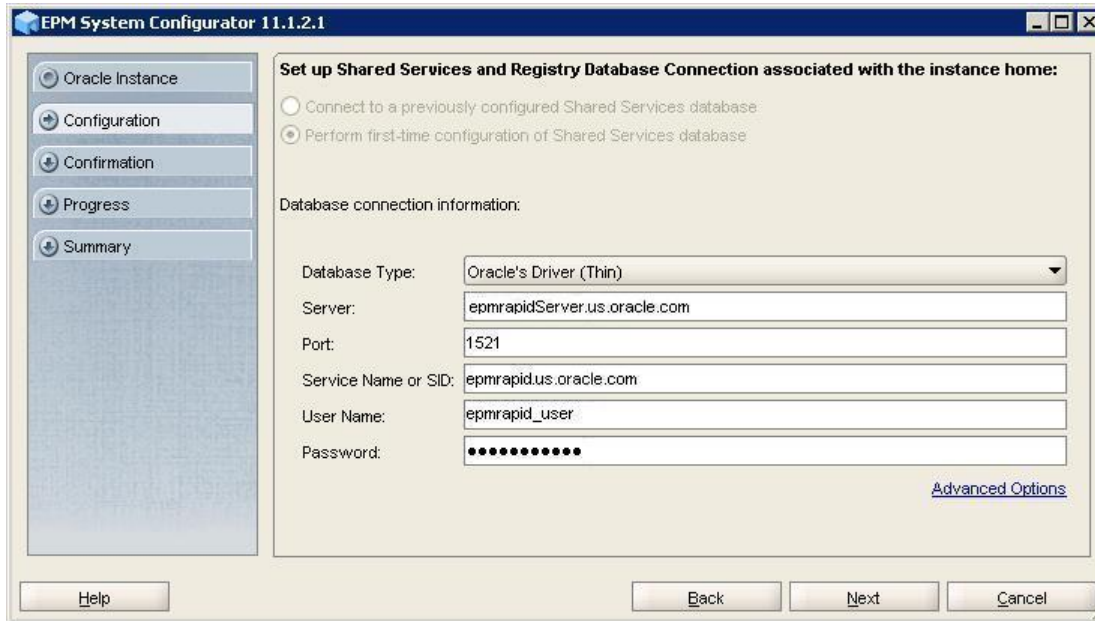 EPM System Configurator 11.1.2.1
Oracle Instance
Configuration
Confirmation
Progress
Summary
Set up Shared Services and Registry Database Connection associated with the instance home:
Connect to a previously configured Shared Services database
Perform first-time configuration of Shared Services database
Database connection information:
Database Type: Oracle's Driver (Thin)
Server: epmrapidServer.us.oracle.com
Port: 1521
Service Name or SID: epmrapid.us.oracle.com
User Name: epmrapid_user
Password: ●●●●●●●●●●●
Advanced Options
Help Back Next Cancel